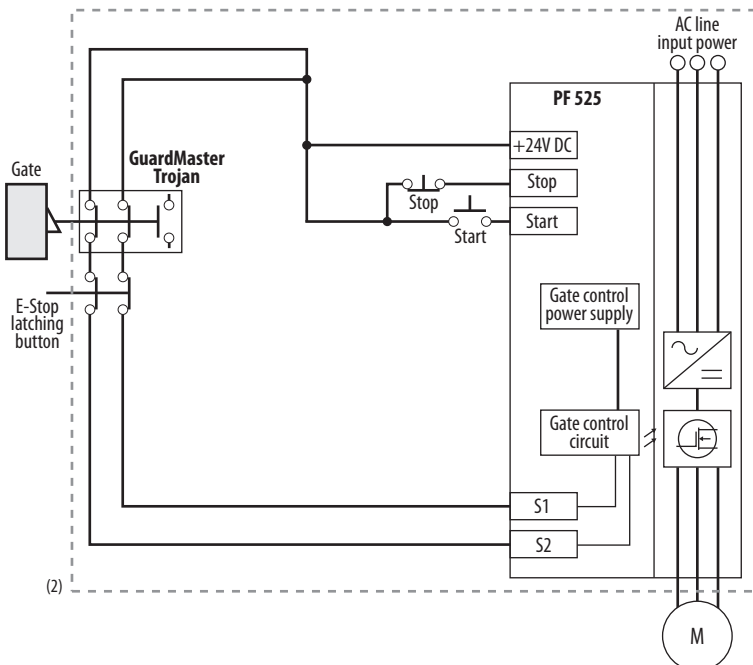 AC line
input power
PF 525
+24V DC
Gate
GuardMaster
Trojan
Stop
Stop
Start
Start
E-Stop
latching
button
Gate control
power supply
Gate control
circuit
S1
S2
(2)
M